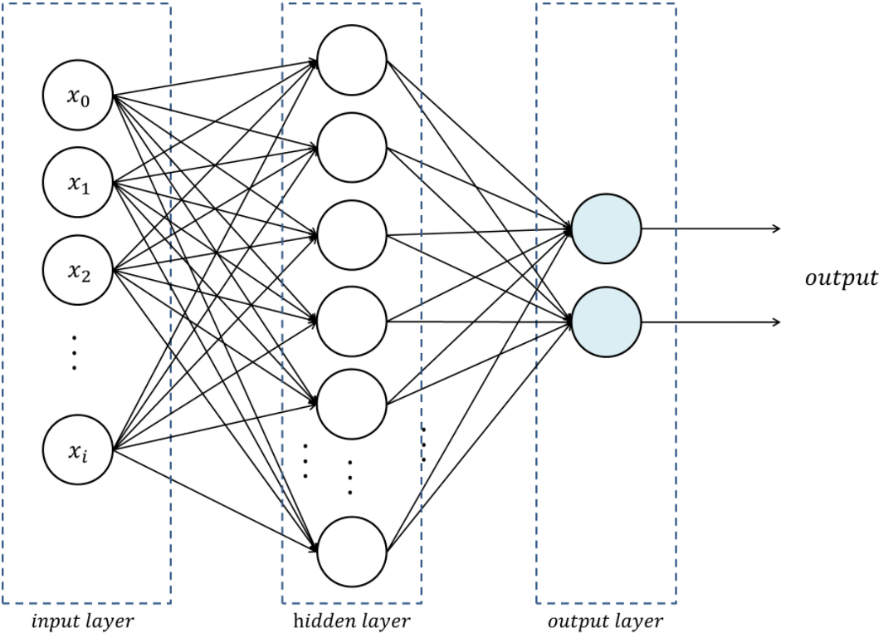 x₀
x₁
x₂
xᵢ
output
input layer
hidden layer
output layer